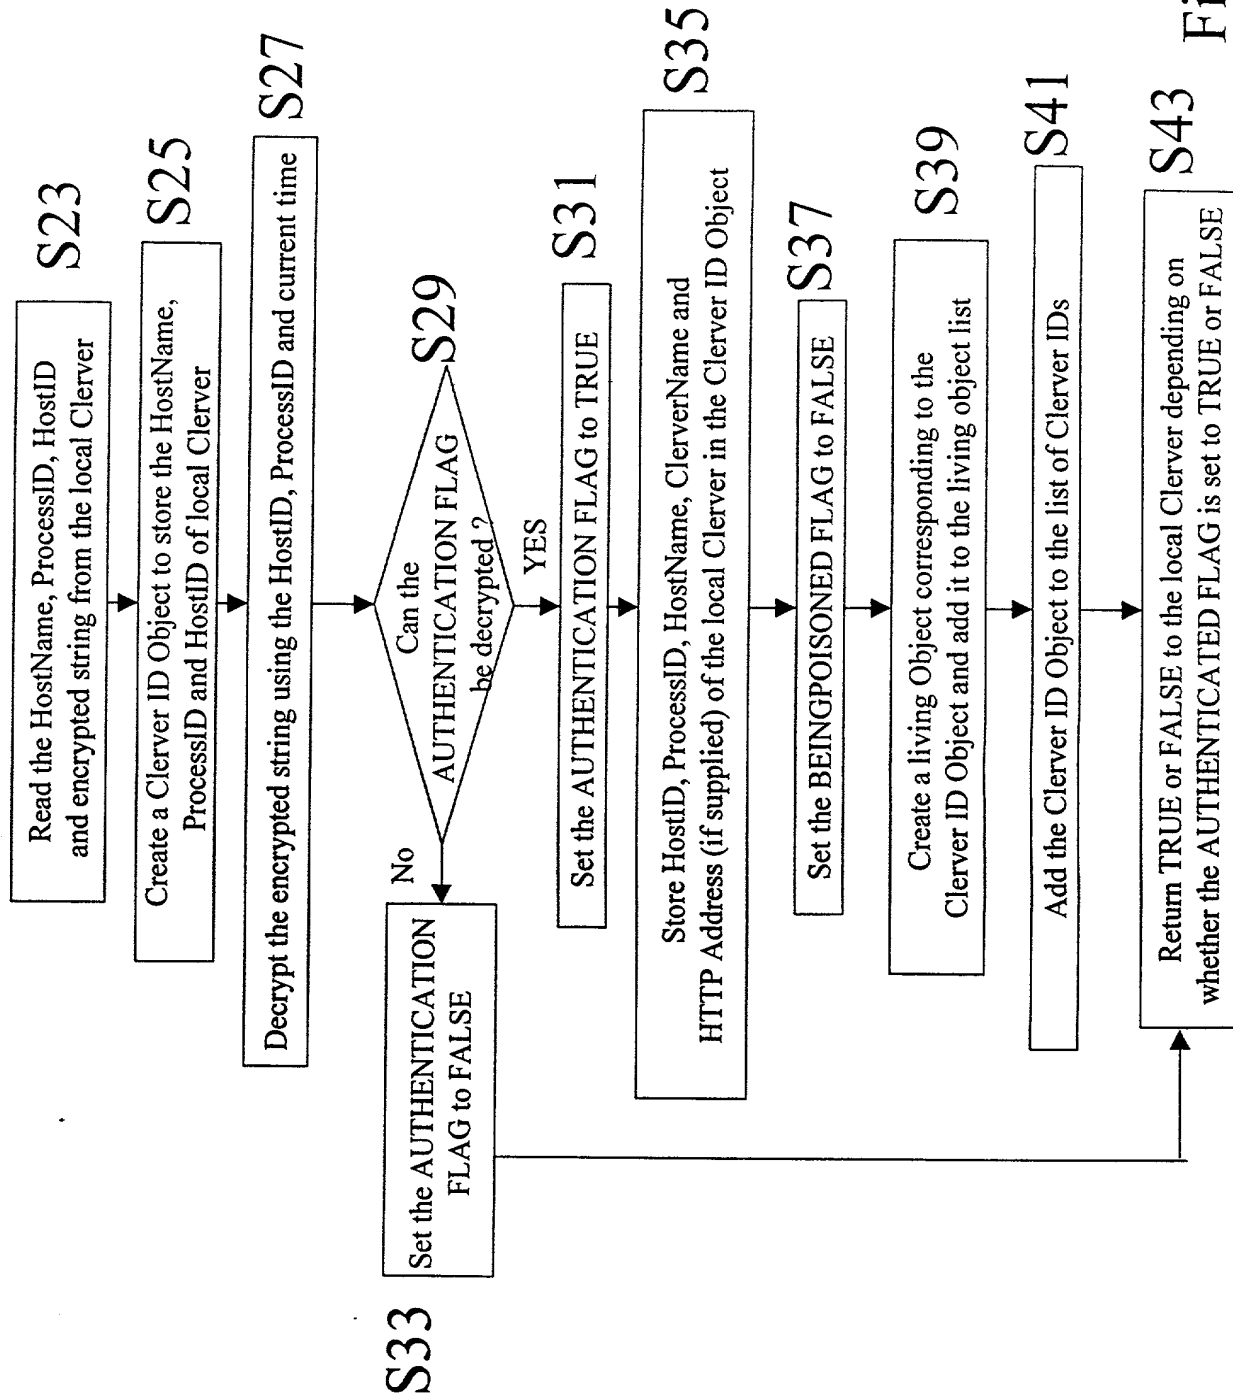 Read the HostName, ProcessID, HostID
and encrypted string from the local Clerver
S23
Create a Clerver ID Object to store the HostName,
ProcessID and HostID of local Clerver
S25
Decrypt the encrypted string using the HostID, ProcessID and current time
S27
Can the
AUTHENTICATION FLAG
be decrypted ?
S29
No
YES
Set the AUTHENTICATION
FLAG to FALSE
S33
Set the AUTHENTICATION FLAG to TRUE
S31
Store HostID, ProcessID, HostName, ClerverName and
HTTP Address (if supplied) of the local Clerver in the Clerver ID Object
S35
Set the BEINGPOISONED FLAG to FALSE
S37
Create a living Object corresponding to the
Clerver ID Object and add it to the living object list
S39
Add the Clerver ID Object to the list of Clerver IDs
S41
Return TRUE or FALSE to the local Clerver depending on
whether the AUTHENTICATED FLAG is set to TRUE or FALSE
S43